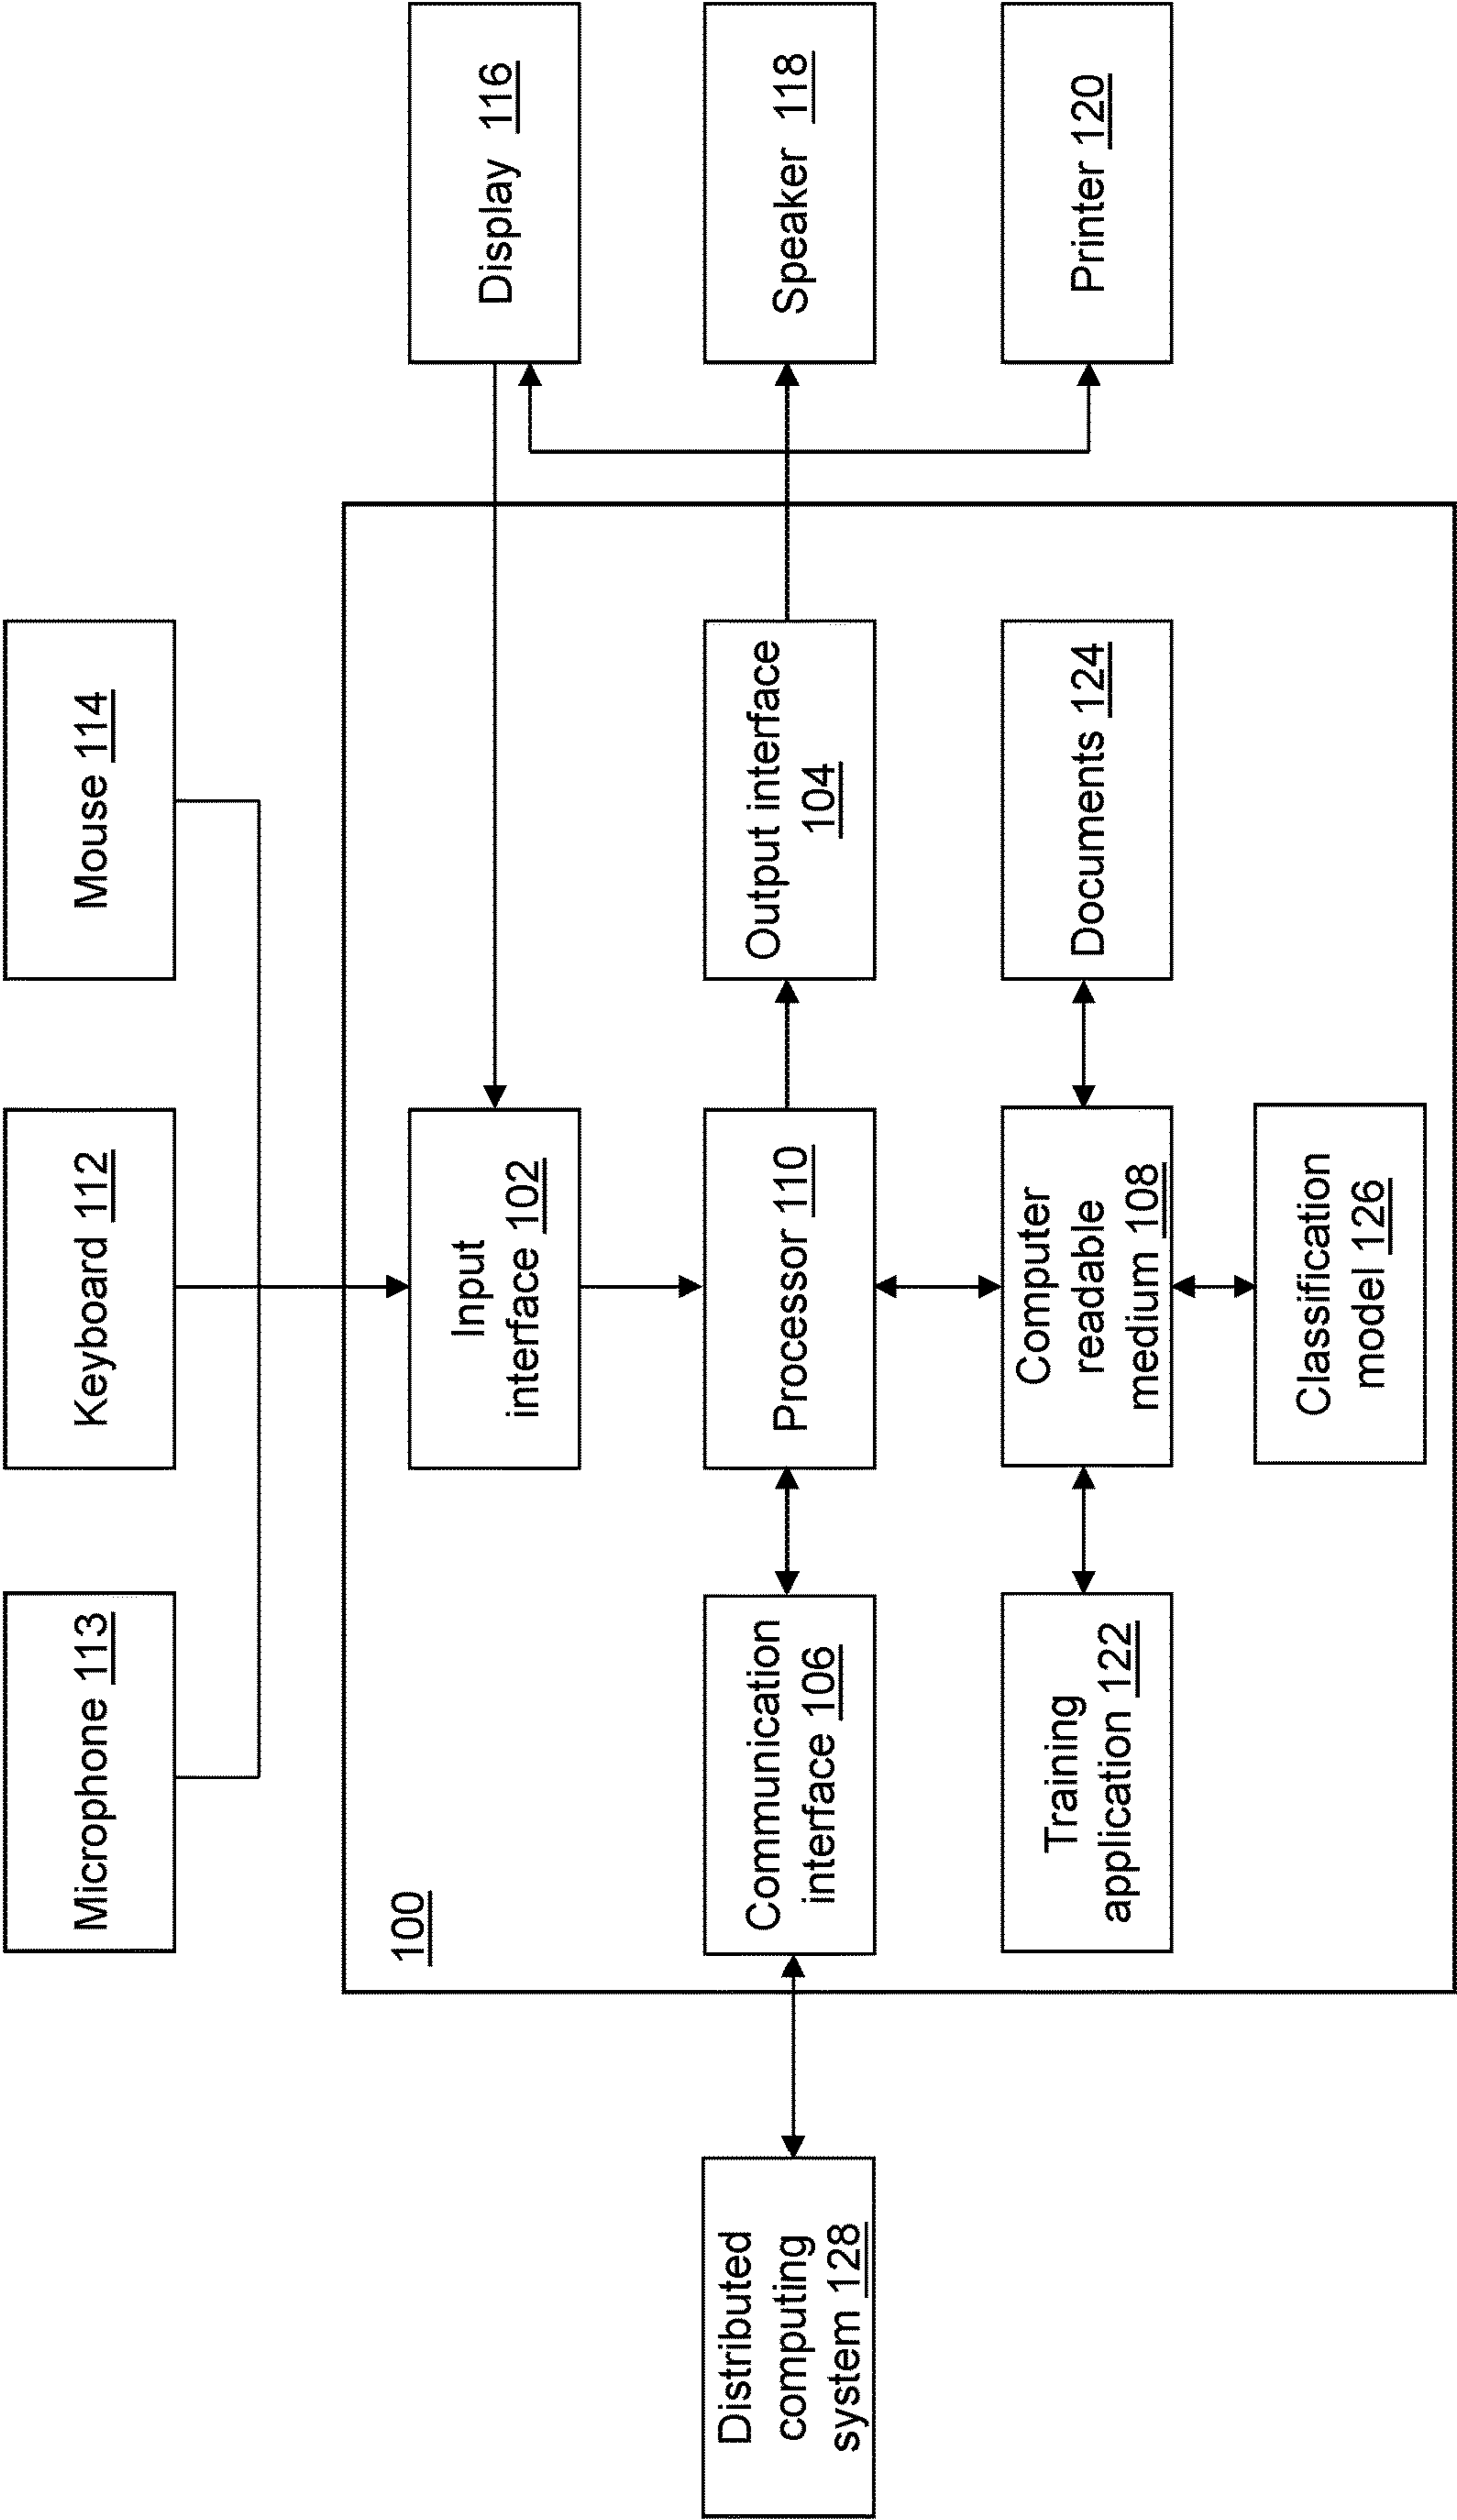 Microphone 113
Keyboard 112
Mouse 114
100
Input
interface 102
Display 116
Distributed
computing
system 128
Communication
interface 106
Processor 110
Output interface
104
Speaker 118
Training
application 122
Computer
readable
medium 108
Documents 124
Printer 120
Classification
model 126